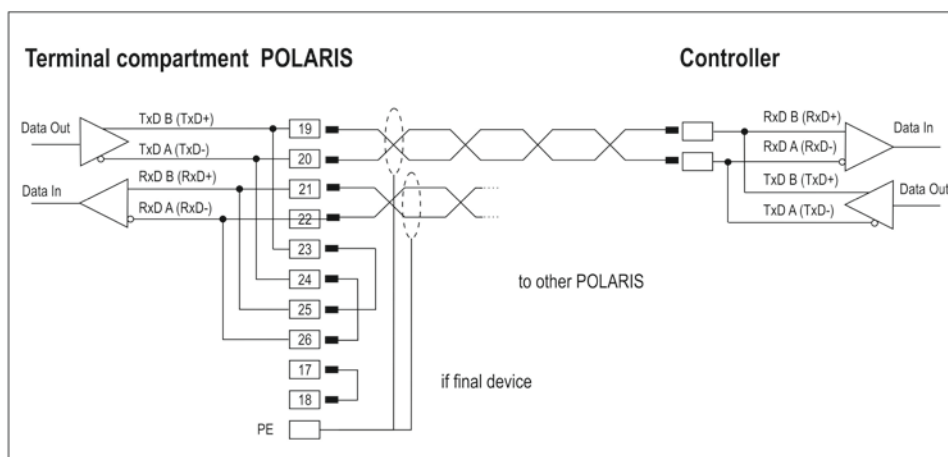 Terminal compartment POLARIS
Controller
Data Out
TxD B (TxD+)
TxD A (TxD-)
Data In
RxD B (RxD+)
RxD A (RxD-)
19
20
21
22
23
24
25
26
17
18
PE
to other POLARIS
if final device
RxD B (RxD+)
RxD A (RxD-)
Data In
TxD B (TxD+)
TxD A (TxD-)
Data Out